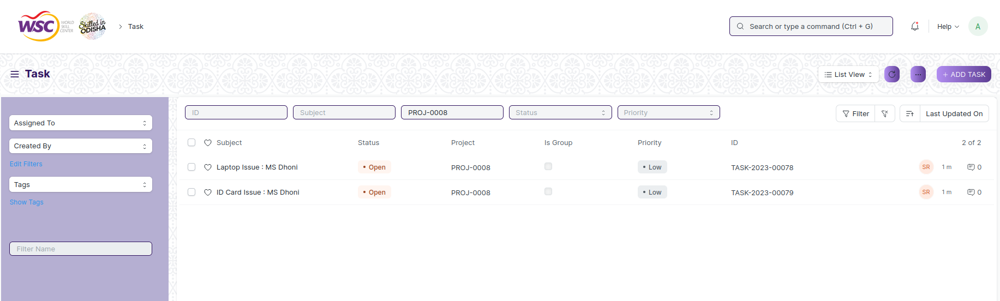 WSC WORLD SKILL CENTER Skilled in ODISHA > Task Search or type a command (Ctrl + G) Help A
Task List View ... + ADD TASK
Assigned To
Created By
Edit Filters
Tags
Show Tags
Filter Name
ID Subject PROJ-0008 Status Priority Filter Last Updated On
Subject Status Project Is Group Priority ID 2 of 2
Laptop Issue : MS Dhoni • Open PROJ-0008 • Low TASK-2023-00078 SR 1 m 0
ID Card Issue : MS Dhoni • Open PROJ-0008 • Low TASK-2023-00079 SR 1 m 0